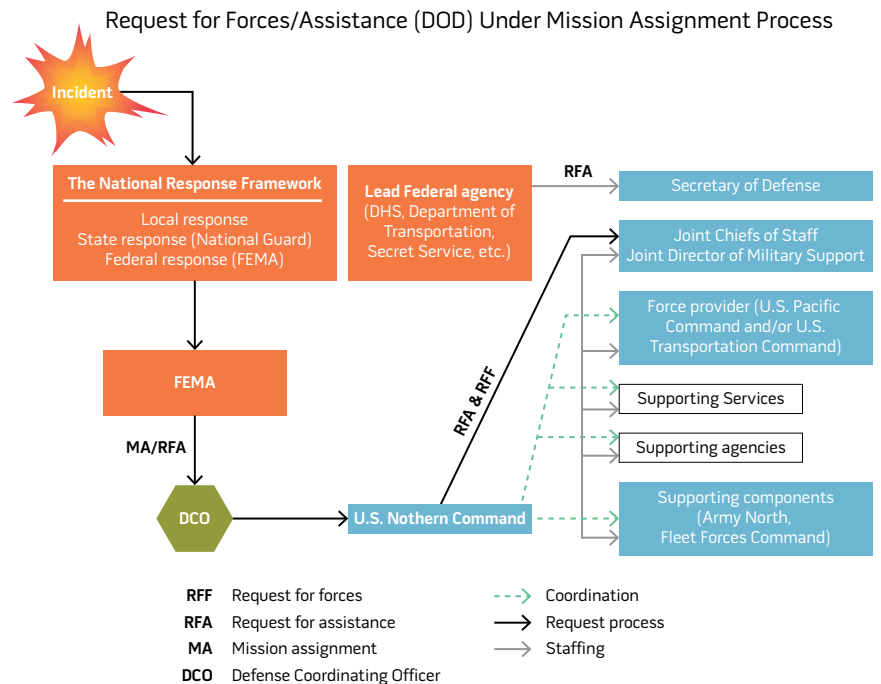 Request for Forces/Assistance (DOD) Under Mission Assignment Process
Incident
The National Response Framework
Local response
State response (National Guard)
Federal response (FEMA)
Lead Federal agency
(DHS, Department of
Transportation,
Secret Service, etc.)
RFA
Secretary of Defense
Joint Chiefs of Staff
Joint Director of Military Support
Force provider (U.S. Pacific
Command and/or U.S.
Transportation Command)
FEMA
RFA & RFF
Supporting Services
MA/RFA
Supporting agencies
DCO
U.S. Nothern Command
Supporting components
(Army North,
Fleet Forces Command)
RFF Request for forces
RFA Request for assistance
MA Mission assignment
DCO Defense Coordinating Officer
Coordination
Request process
Staffing